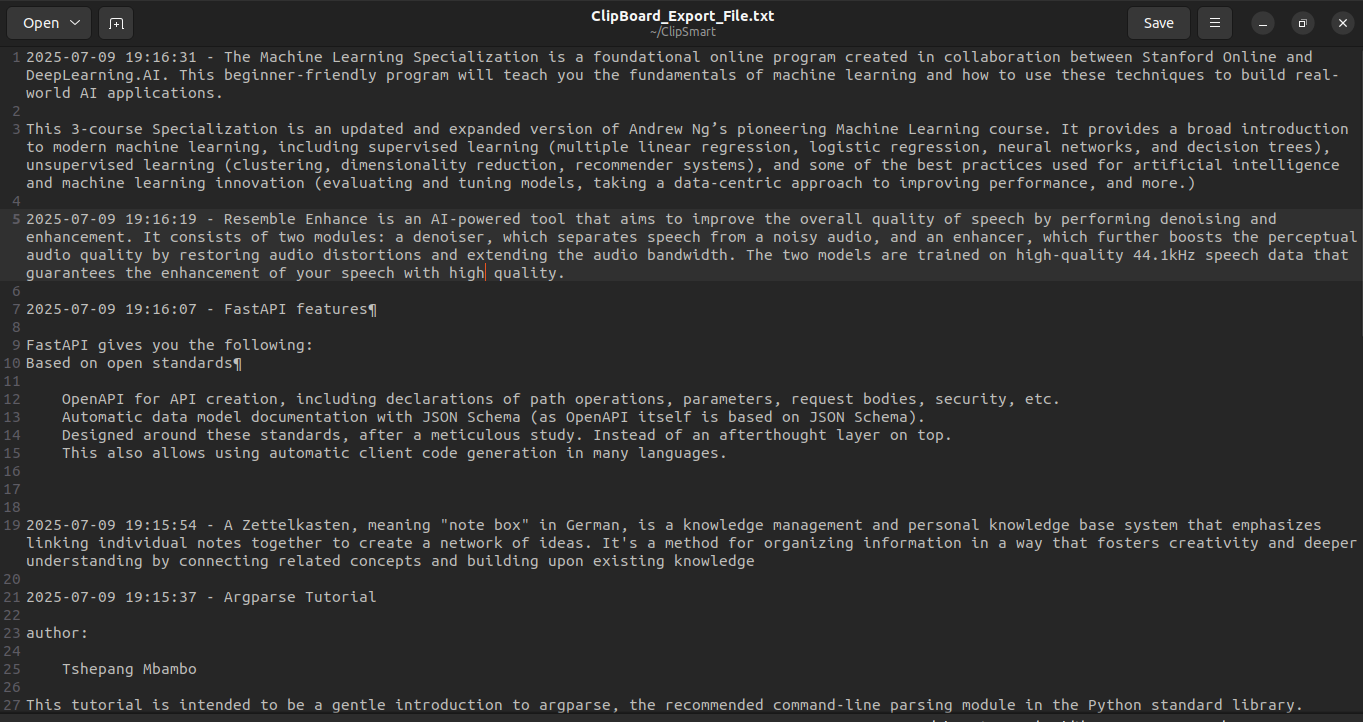 Open
ClipBoard_Export_File.txt
~/ClipSmart
Save
1 2025-07-09 19:16:31 - The Machine Learning Specialization is a foundational online program created in collaboration between Stanford Online and
DeepLearning.AI. This beginner-friendly program will teach you the fundamentals of machine learning and how to use these techniques to build real-
world AI applications.
2
3 This 3-course Specialization is an updated and expanded version of Andrew Ng’s pioneering Machine Learning course. It provides a broad introduction
to modern machine learning, including supervised learning (multiple linear regression, logistic regression, neural networks, and decision trees),
unsupervised learning (clustering, dimensionality reduction, recommender systems), and some of the best practices used for artificial intelligence
and machine learning innovation (evaluating and tuning models, taking a data-centric approach to improving performance, and more.)
4
5 2025-07-09 19:16:19 - Resemble Enhance is an AI-powered tool that aims to improve the overall quality of speech by performing denoising and
enhancement. It consists of two modules: a denoiser, which separates speech from a noisy audio, and an enhancer, which further boosts the perceptual
audio quality by restoring audio distortions and extending the audio bandwidth. The two models are trained on high-quality 44.1kHz speech data that
guarantees the enhancement of your speech with high quality.
6
7 2025-07-09 19:16:07 - FastAPI features¶
8
9 FastAPI gives you the following:
10 Based on open standards¶
11
12 OpenAPI for API creation, including declarations of path operations, parameters, request bodies, security, etc.
13 Automatic data model documentation with JSON Schema (as OpenAPI itself is based on JSON Schema).
14 Designed around these standards, after a meticulous study. Instead of an afterthought layer on top.
15 This also allows using automatic client code generation in many languages.
16
17
18
19 2025-07-09 19:15:54 - A Zettelkasten, meaning "note box" in German, is a knowledge management and personal knowledge base system that emphasizes
linking individual notes together to create a network of ideas. It's a method for organizing information in a way that fosters creativity and deeper
understanding by connecting related concepts and building upon existing knowledge
20
21 2025-07-09 19:15:37 - Argparse Tutorial
22
23 author:
24
25 Tshepang Mbambo
26
27 This tutorial is intended to be a gentle introduction to argparse, the recommended command-line parsing module in the Python standard library.